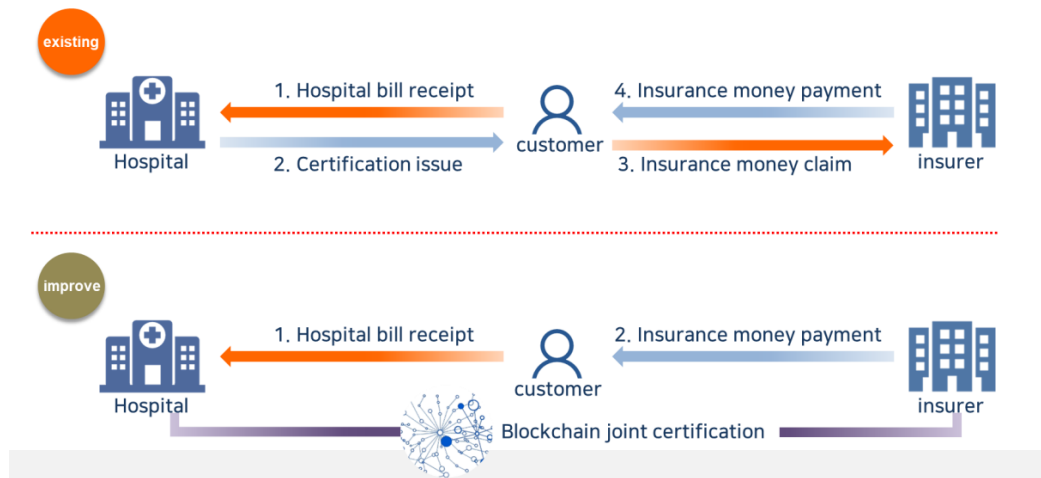 existing
1. Hospital bill receipt
4. Insurance money payment
Hospital
2. Certification issue
customer
3. Insurance money claim
insurer
improve
1. Hospital bill receipt
2. Insurance money payment
customer
Hospital
insurer
Blockchain joint certification